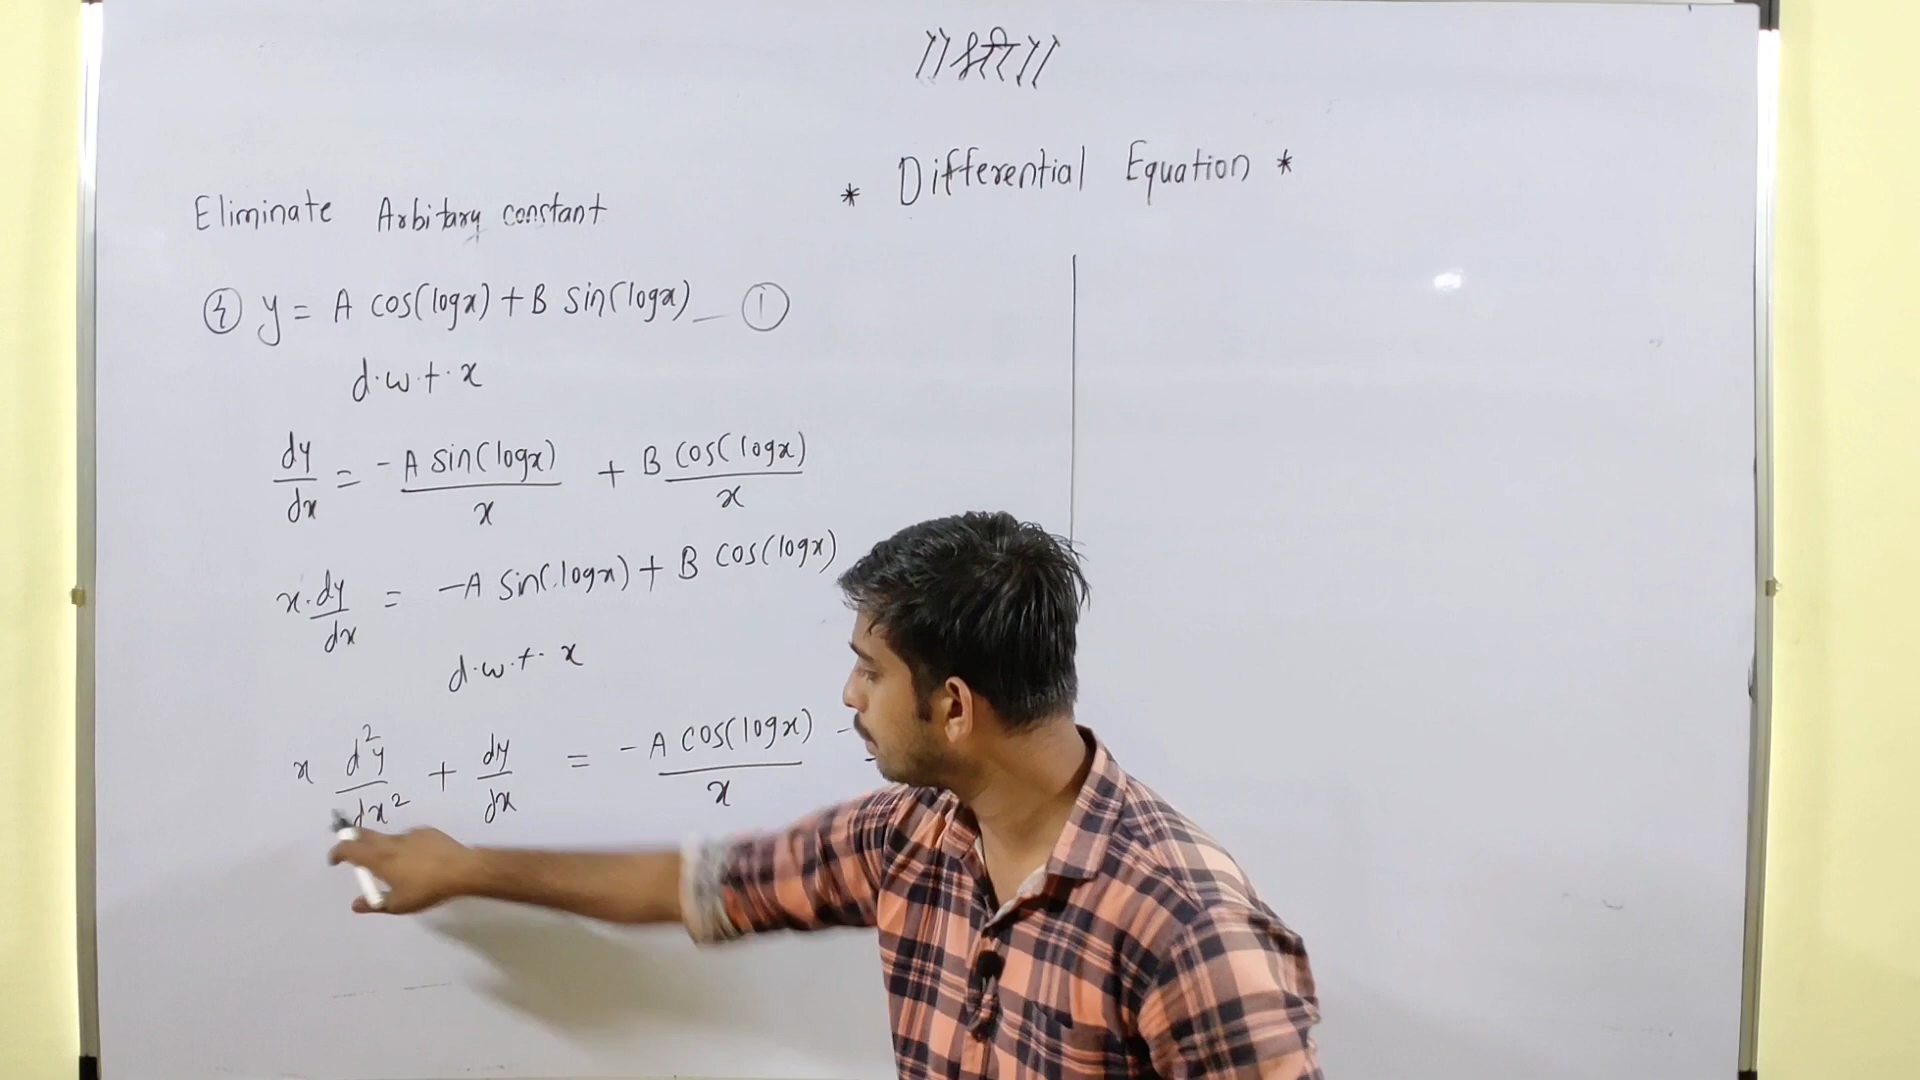 ॥ श्री ॥
* Differential Equation *
Eliminate Arbitary constant
y = A cos(logx) + B sin(logx) — ①
d.w.t. x
dy/dx = -A sin(logx)/x + B cos(logx)/x
x. dy/dx = -A sin(logx) + B cos(logx)
d.w.t. x
x d²y/dx² + dy/dx = -A cos(logx)/x -